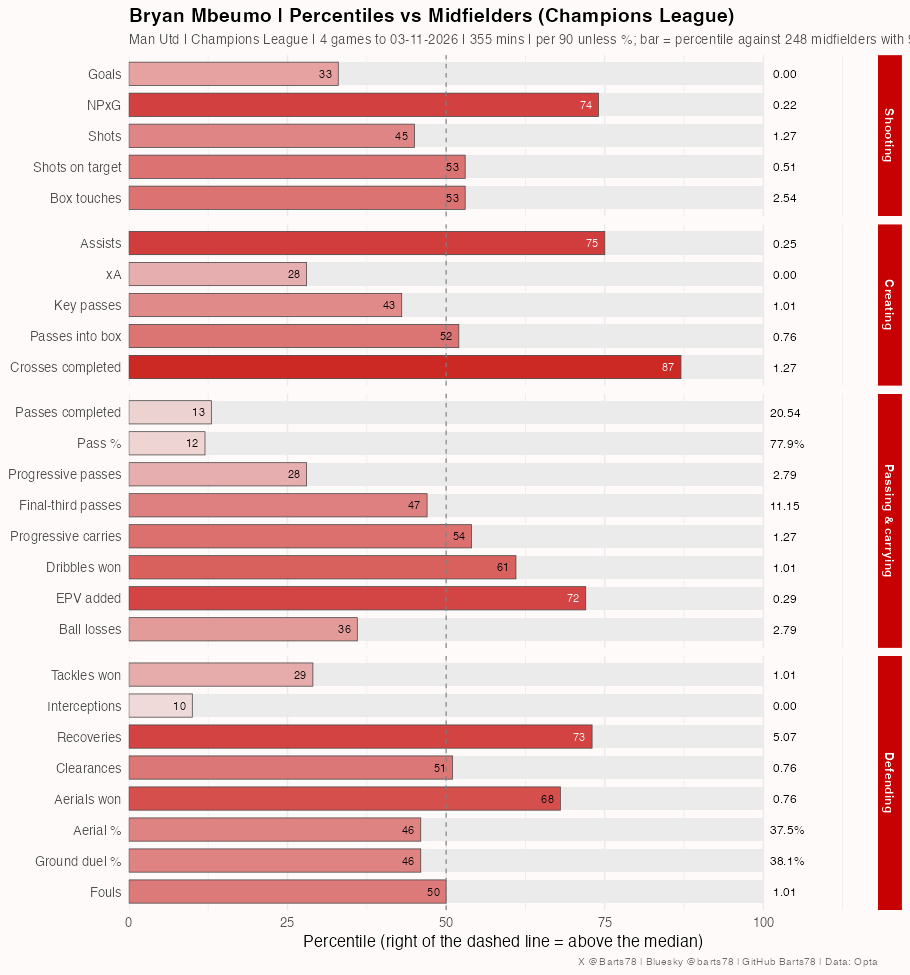 Bryan Mbeumo | Percentiles vs Midfielders (Champions League)
Man Utd | Champions League | 4 games to 03-11-2026 | 355 mins | per 90 unless %; bar = percentile against 248 midfielders with
Goals 33 0.00
NPxG 74 0.22
Shots 45 1.27
Shots on target 53 0.51
Box touches 53 2.54
Shooting
Assists 75 0.25
xA 28 0.00
Key passes 43 1.01
Passes into box 52 0.76
Crosses completed 87 1.27
Creating
Passes completed 13 20.54
Pass % 12 77.9%
Progressive passes 28 2.79
Final-third passes 47 11.15
Progressive carries 54 1.27
Dribbles won 61 1.01
EPV added 72 0.29
Ball losses 36 2.79
Passing & carrying
Tackles won 29 1.01
Interceptions 10 0.00
Recoveries 73 5.07
Clearances 51 0.76
Aerials won 68 0.76
Aerial % 46 37.5%
Ground duel % 46 38.1%
Fouls 50 1.01
Defending
0 25 50 75 100
Percentile (right of the dashed line = above the median)
X @Barts78 | Bluesky @barts78 | GitHub Barts78 | Data: Opta